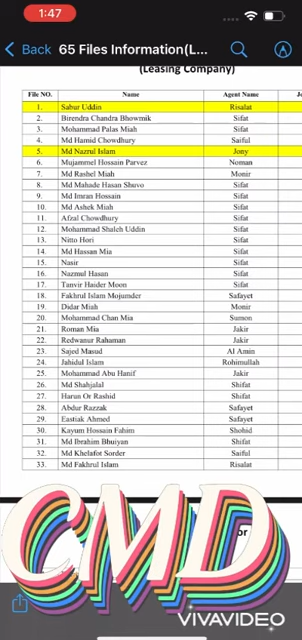 1:47
Back 65 Files Information(L...
(Leasing Company)
File NO. Name Agent Name
1. Sabur Uddin Risalat
2. Birendra Chandra Bhowmik Sifat
3. Mohammad Palas Miah Sifat
4. Md Hamid Chowdhury Saiful
5. Md Nazrul Islam Jony
6. Mujammel Hossain Parvez Noman
7. Md Rashel Miah Monir
8. Md Mahade Hasan Shuvo Sifat
9. Md Imran Hossain Sifat
10. Md Ashek Miah Sifat
11. Afzal Chowdhury Sifat
12. Mohammad Shaleh Uddin Sifat
13. Nitto Hori Sifat
14. Md Hassan Mia Sifat
15. Nasir Sifat
16. Nazmul Hasan Sifat
17. Tanvir Haider Moon Sifat
18. Fakhrul Islam Mojumder Safayet
19. Didar Miah Monir
20. Mohammad Chan Mia Sumon
21. Roman Mia Jakir
22. Redwanur Rahaman Jakir
23. Sajed Masud Al Amin
24. Jahidul Islam Rohimullah
25. Mohammad Abu Hanif Jakir
26. Md Shahjalal Shifat
27. Harun Or Rashid Shifat
28. Abdur Razzak Safayet
29. Eastiak Ahmed Safayet
30. Kayum Hossain Fahim Shohid
31. Md Ibrahim Bhuiyan Shifat
32. Md Khelafot Sorder Saiful
33. Md Fakhrul Islam Risalat
or
CMD
VIVAVIDEO